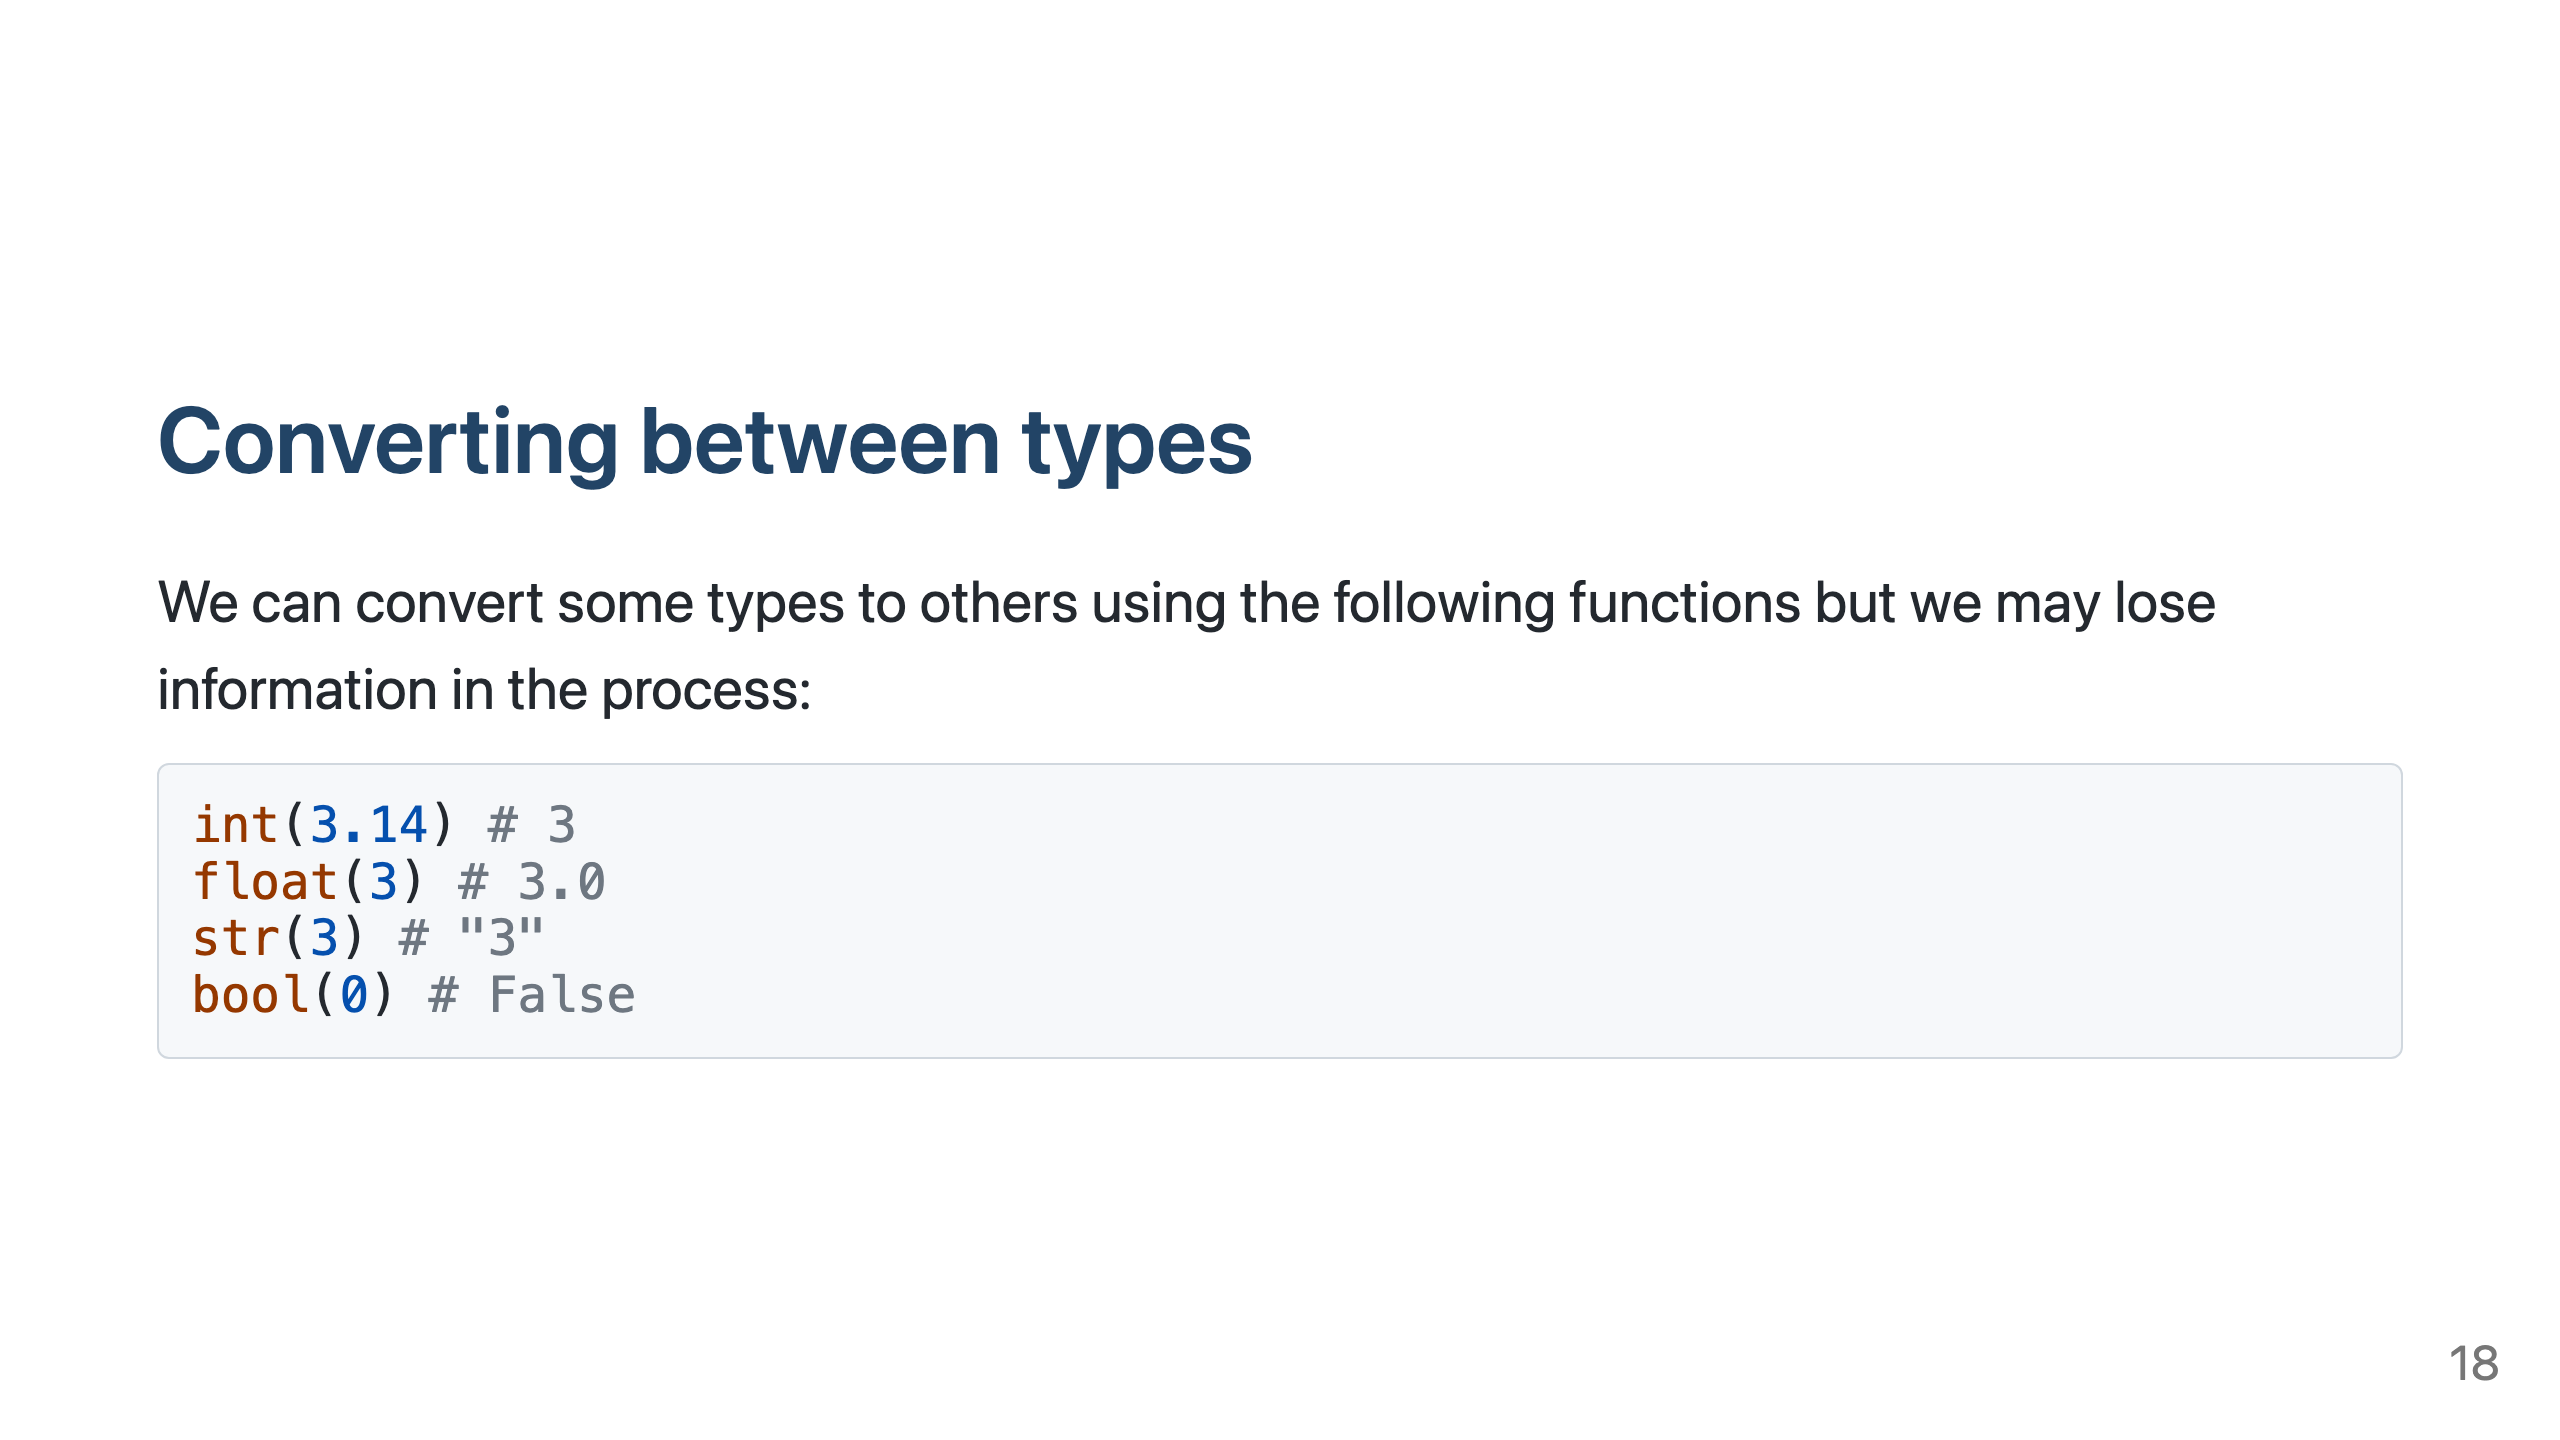 Converting between types
We can convert some types to others using the following functions but we may lose
information in the process:
int(3.14) # 3
float(3) # 3.0
str(3) # "3"
bool(0) # False
18